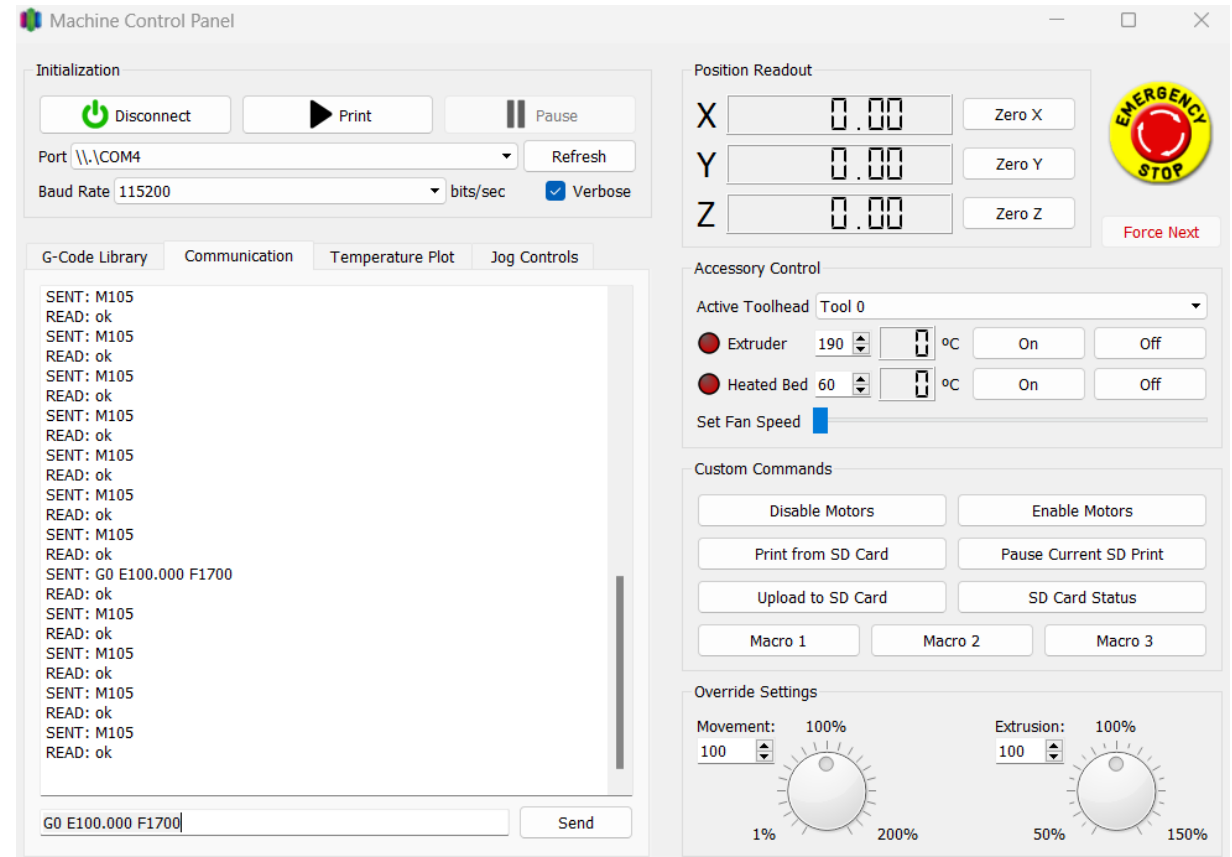 Machine Control Panel
Initialization
Disconnect
Print
Pause
Port \\.\COM4
Refresh
Baud Rate 115200 bits/sec
Verbose
G-Code Library
Communication
Temperature Plot
Jog Controls
SENT: M105
READ: ok
SENT: M105
READ: ok
SENT: M105
READ: ok
SENT: M105
READ: ok
SENT: M105
READ: ok
SENT: M105
READ: ok
SENT: M105
READ: ok
SENT: G0 E100.000 F1700
READ: ok
SENT: M105
READ: ok
SENT: M105
READ: ok
SENT: M105
READ: ok
SENT: M105
READ: ok
G0 E100.000 F1700
Send
Position Readout
X 0.00 Zero X
Y 0.00 Zero Y
Z 0.00 Zero Z
EMERGENCY
STOP
Force Next
Accessory Control
Active Toolhead Tool 0
Extruder 190 0 ºC On Off
Heated Bed 60 0 ºC On Off
Set Fan Speed
Custom Commands
Disable Motors
Enable Motors
Print from SD Card
Pause Current SD Print
Upload to SD Card
SD Card Status
Macro 1
Macro 2
Macro 3
Override Settings
Movement: 100%
100
1% 200%
Extrusion: 100%
100
50% 150%